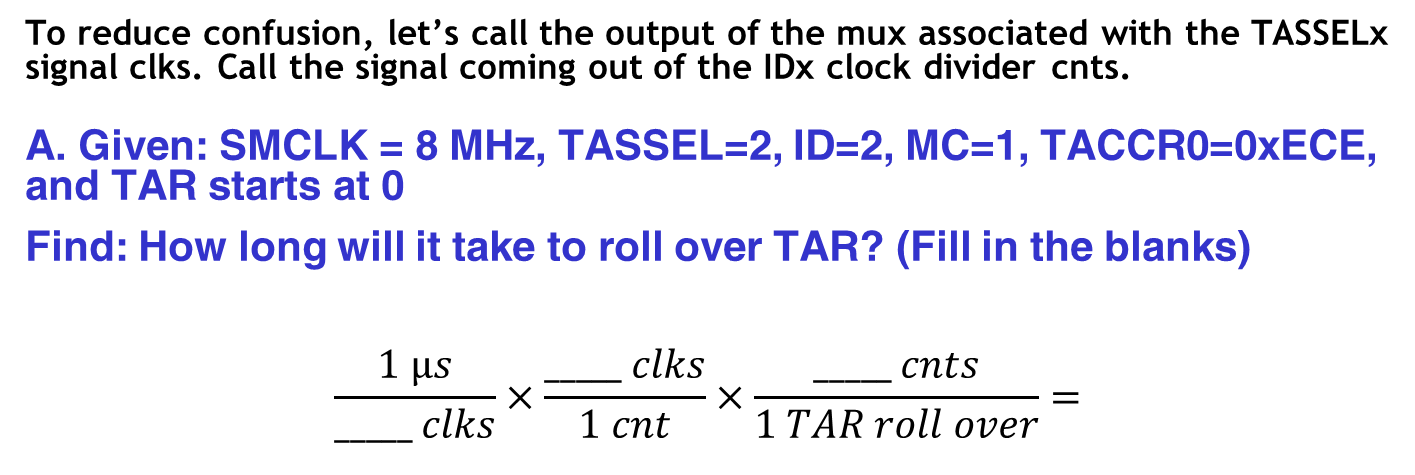 To reduce confusion, let’s call the output of the mux associated with the TASSELx
signal clks. Call the signal coming out of the IDx clock divider cnts.
A. Given: SMCLK = 8 MHz, TASSEL=2, ID=2, MC=1, TACCR0=0xECE,
and TAR starts at 0
Find: How long will it take to roll over TAR? (Fill in the blanks)
1 μs
_____ clks
× _____ clks
1 cnt
× _____ cnts
1 TAR roll over
=